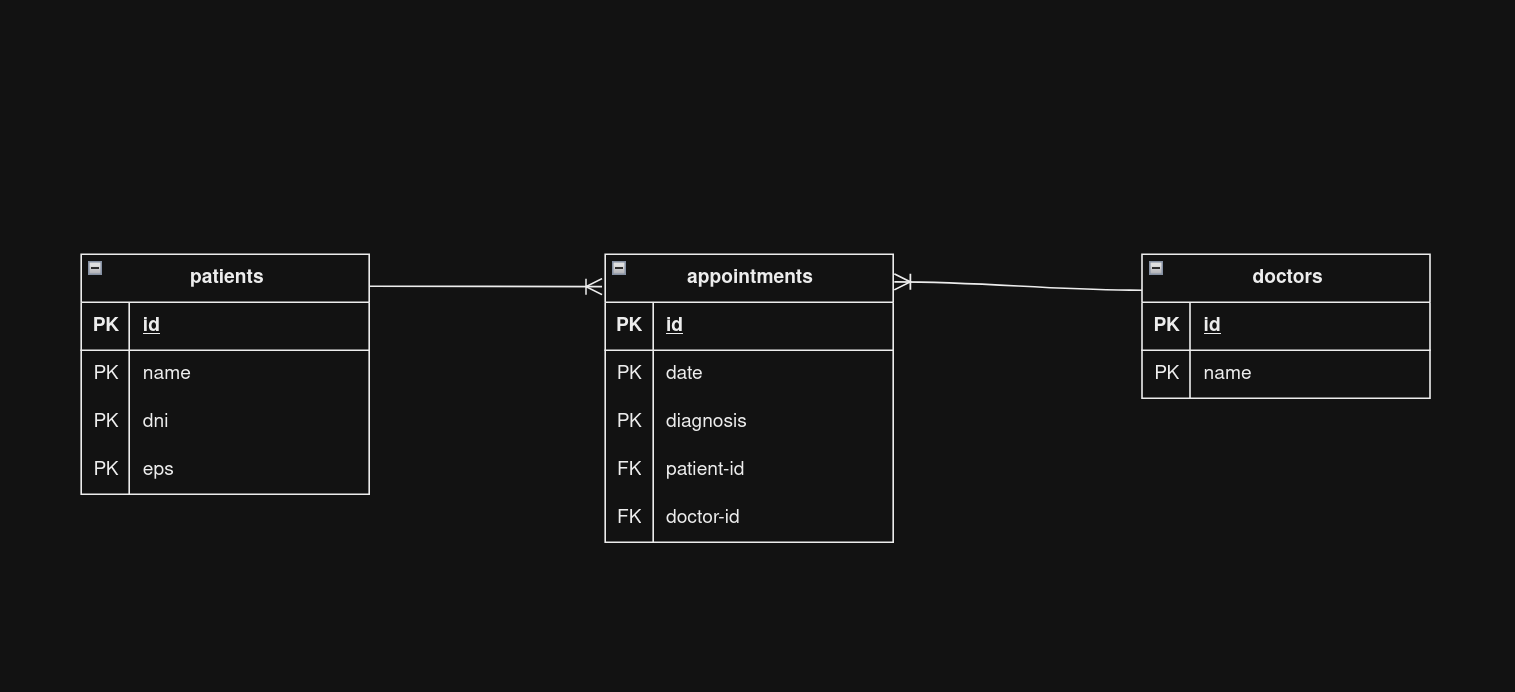 patients
PK id
PK name
PK dni
PK eps
appointments
PK id
PK date
PK diagnosis
FK patient-id
FK doctor-id
doctors
PK id
PK name